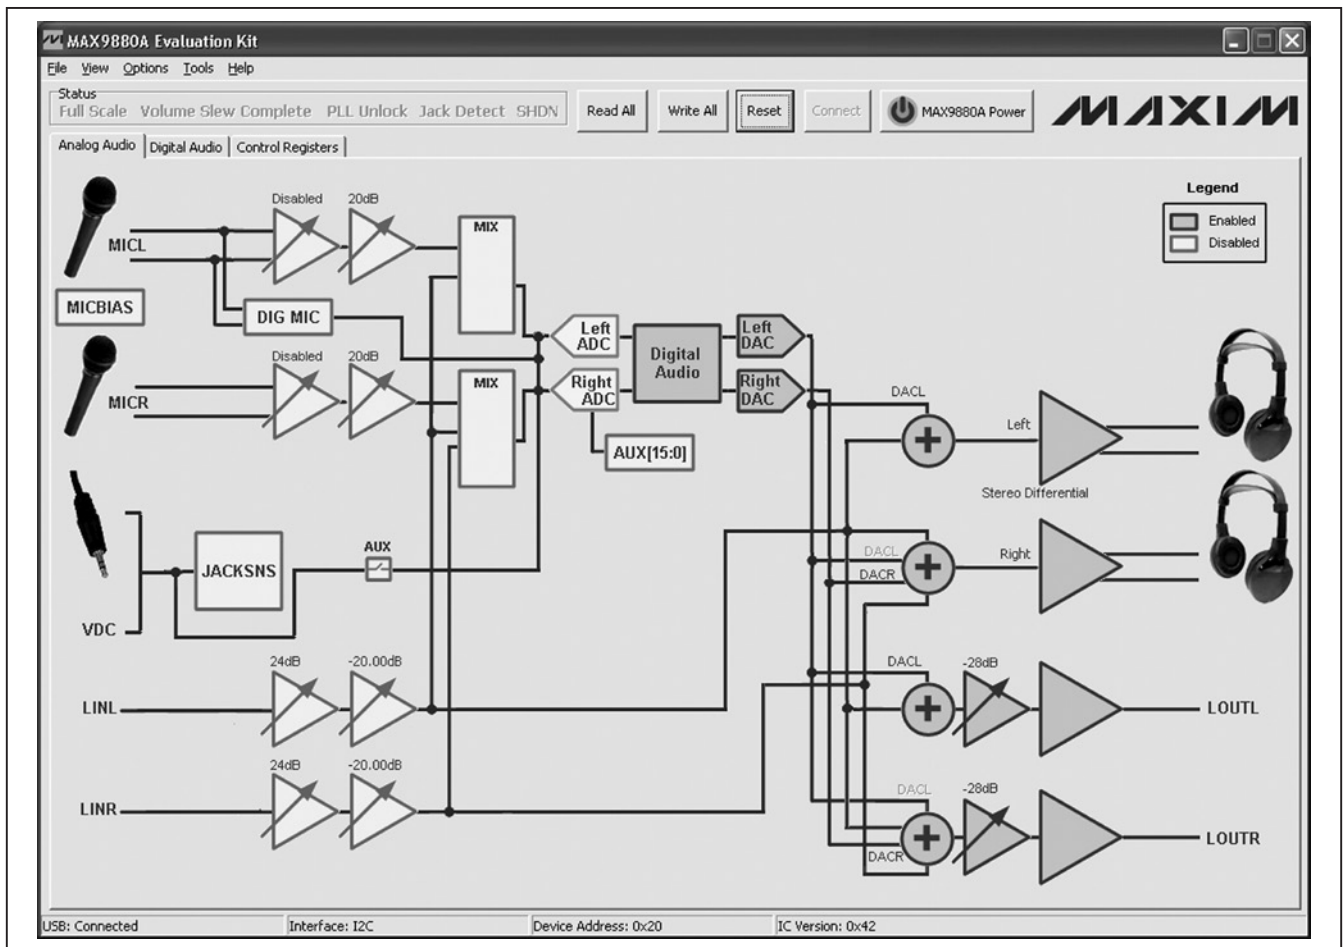 MAX9880A Evaluation Kit
File View Options Tools Help
Status
Full Scale Volume Slew Complete PLL Unlock Jack Detect SHDN
Read All
Write All
Reset
Connect
MAX9880A Power
MAXIM
Analog Audio
Digital Audio
Control Registers
Legend
Enabled
Disabled
Disabled
20dB
MIX
MICL
MICBIAS
DIG MIC
Left
ADC
Digital
Audio
Left
DAC
Disabled
20dB
MIX
Right
ADC
Right
DAC
MICR
AUX[15:0]
DACL
+
Left
Stereo Differential
AUX
JACKSNS
DACL
DACR
+
Right
VDC
24dB
-20.00dB
DACL
-28dB
LINL
+
LOUTL
24dB
-20.00dB
DACL
-28dB
LINR
+
DACR
LOUTR
USB: Connected
Interface: I2C
Device Address: 0x20
IC Version: 0x42